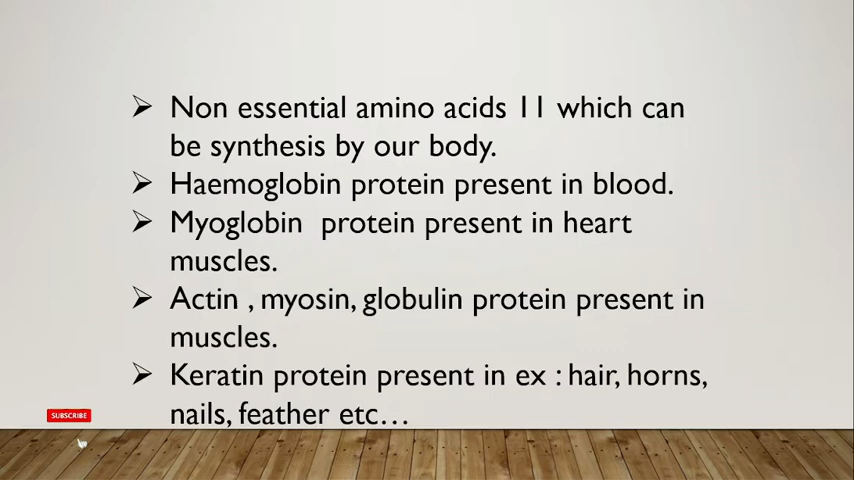 ➢ Non essential amino acids 11 which can
be synthesis by our body.
➢ Haemoglobin protein present in blood.
➢ Myoglobin protein present in heart
muscles.
➢ Actin , myosin, globulin protein present in
muscles.
➢ Keratin protein present in ex : hair, horns,
nails, feather etc...
SUBSCRIBE